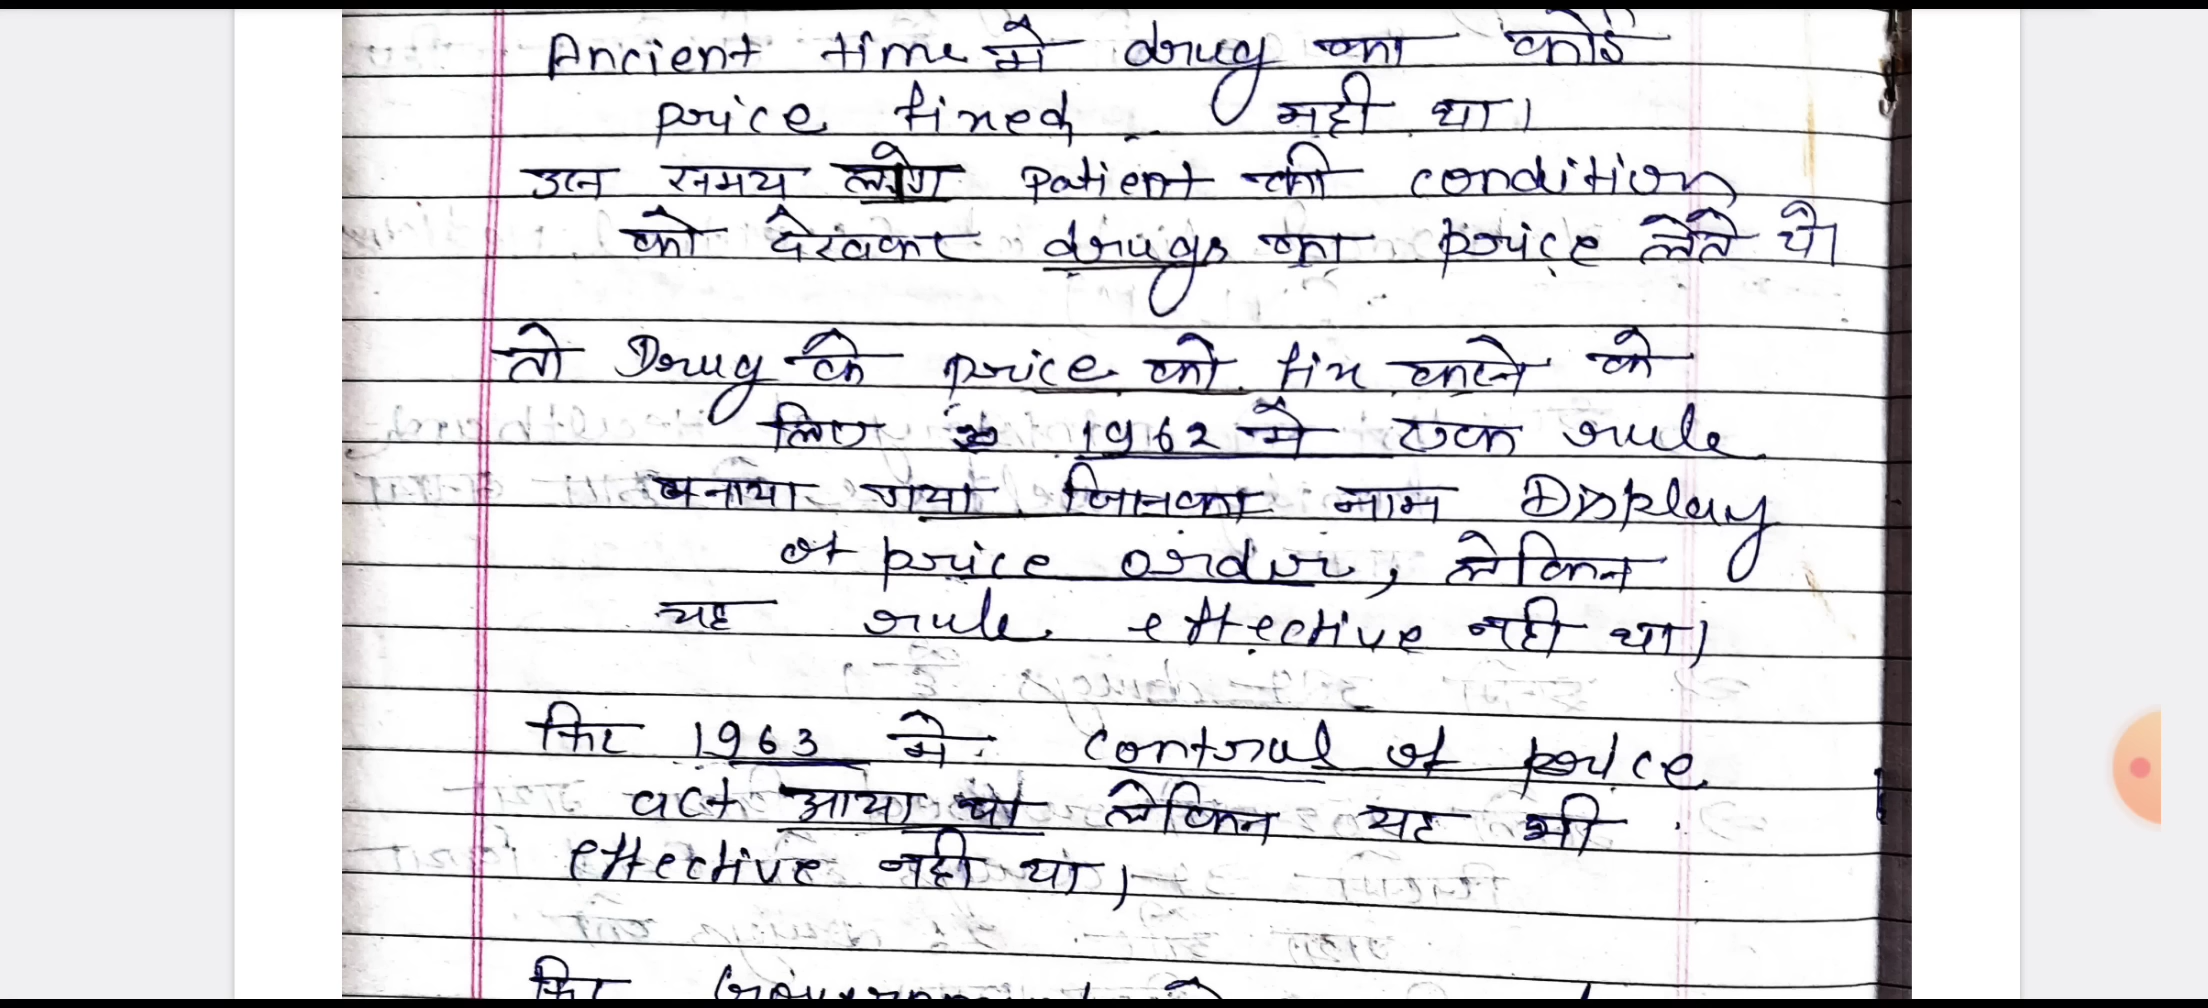 Ancient time में drug का कोई
price fixed नही था।
उस समय लोग patient की condition
को देखकर drugs का price लेते थे।
तो Drug के price को fix करने के
लिए 1962 में एक rule
बनाया गया जिसका नाम Display
of price order, लेकिन
यह rule effective नही था।
फिर 1963 में control of price
act आया था लेकिन यह भी
effective नही था।
फिर Government ने